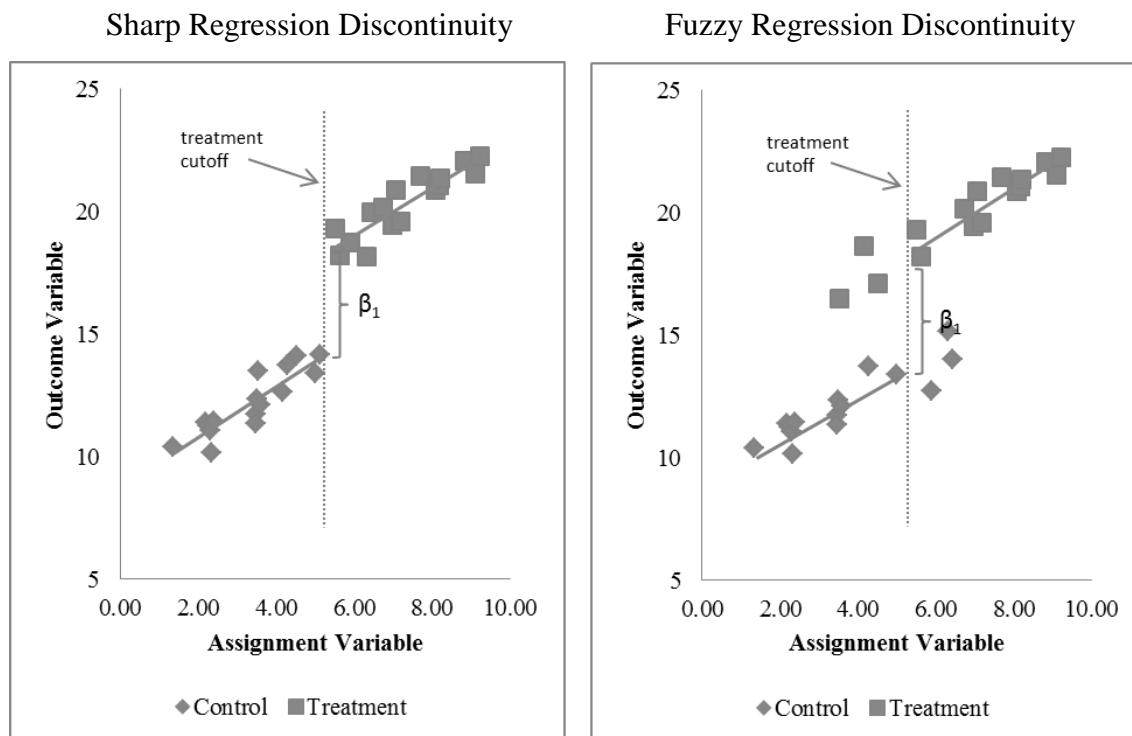 Sharp Regression Discontinuity
Outcome Variable
25
20
15
10
5
treatment
cutoff
β1
0.00 2.00 4.00 6.00 8.00 10.00
Assignment Variable
Control Treatment
Fuzzy Regression Discontinuity
Outcome Variable
25
20
15
10
5
treatment
cutoff
β1
0.00 2.00 4.00 6.00 8.00 10.00
Assignment Variable
Control Treatment